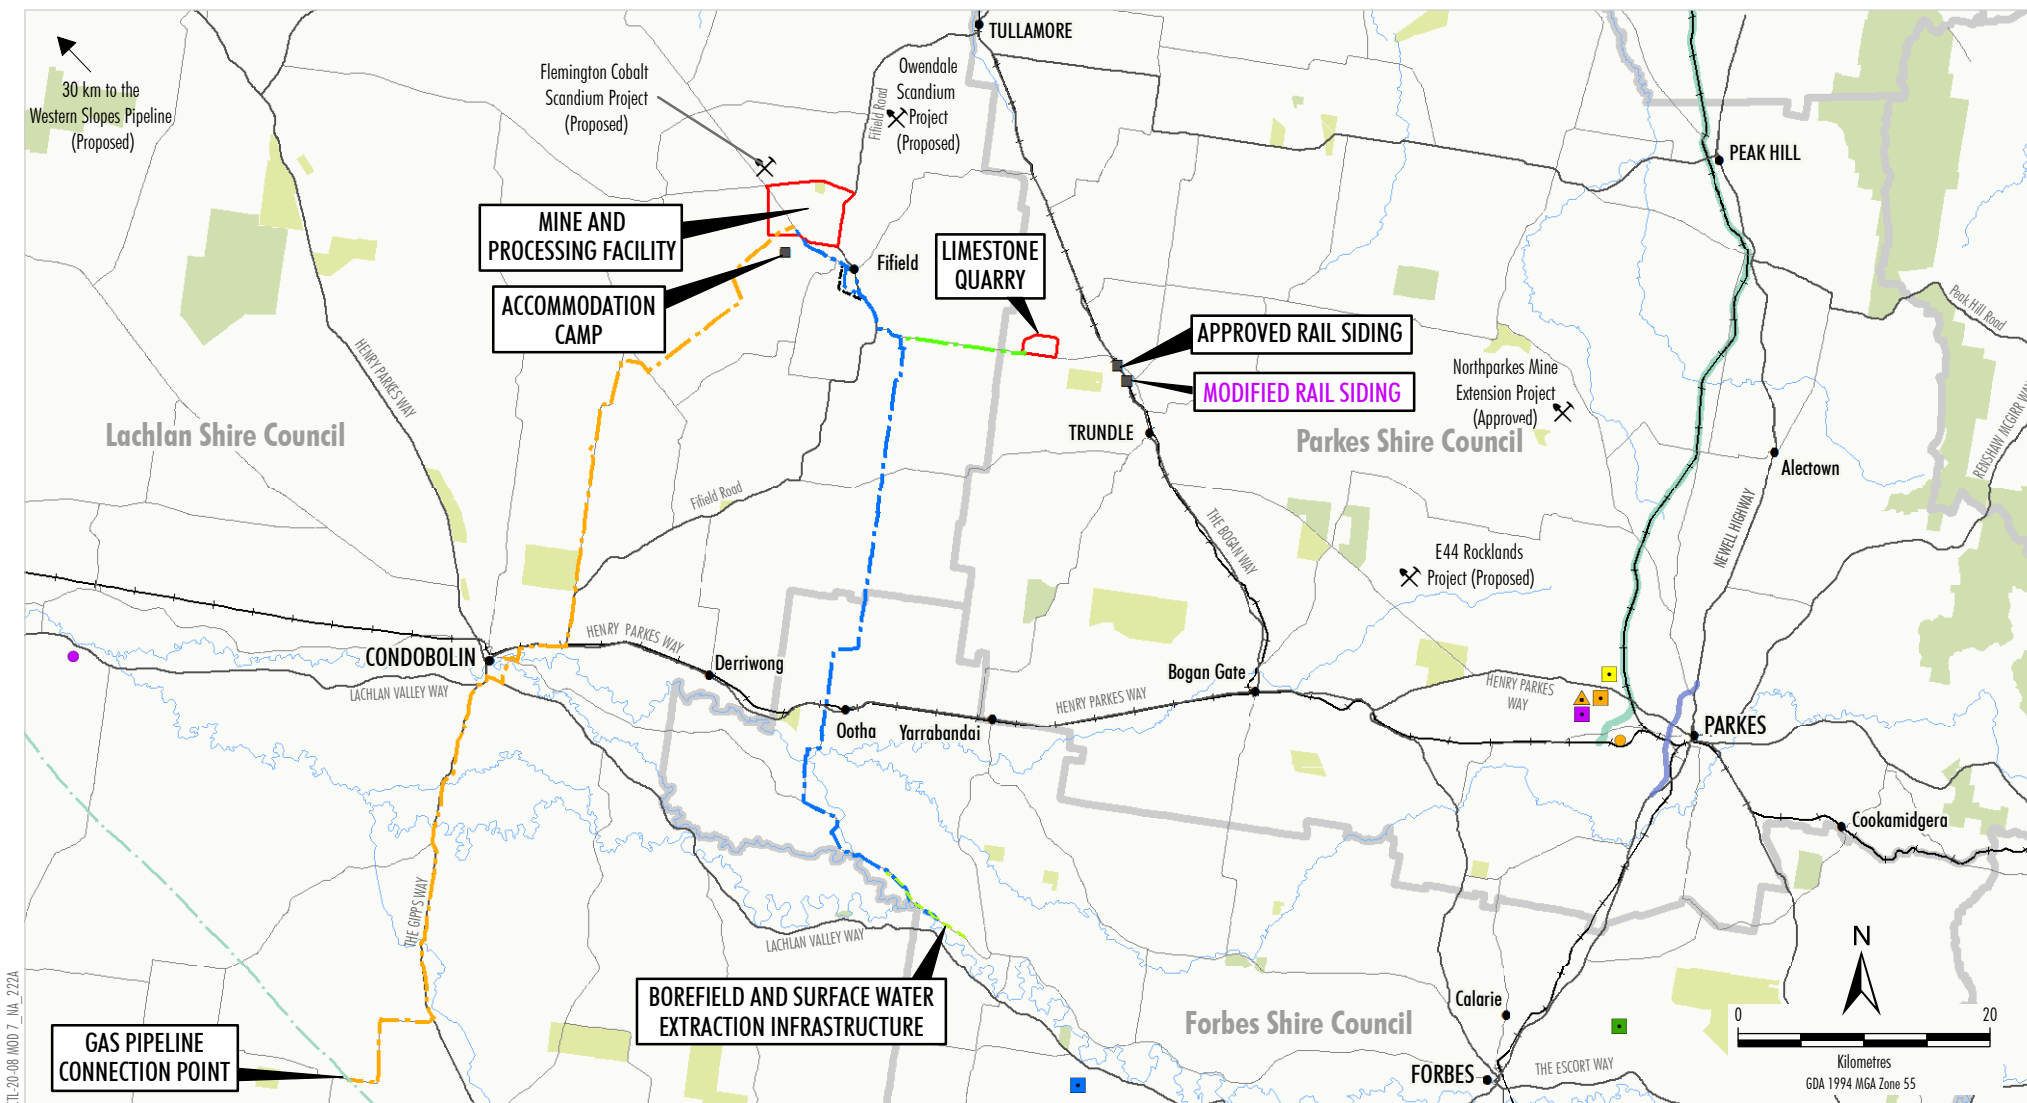 30 km to the
Western Slopes Pipeline
(Proposed)
Flemington Cobalt
Scandium Project
(Proposed)
TULLAMORE
Owendale
Scandium
Project
(Proposed)
Fifield Road
PEAK HILL
Peak Hill Road
MINE AND
PROCESSING FACILITY
Fifield
ACCOMMODATION
CAMP
LIMESTONE
QUARRY
APPROVED RAIL SIDING
MODIFIED RAIL SIDING
Northparkes Mine
Extension Project
(Approved)
HENRY PARKES WAY
Lachlan Shire Council
TRUNDLE
Parkes Shire Council
Alectown
RENSHAW MCGIRR WAY
Fifield Road
THE BOGAN WAY
NEWELL HIGHWAY
E44 Rocklands
Project (Proposed)
HENRY PARKES WAY
CONDOBOLIN
Derriwong
LACHLAN VALLEY WAY
Bogan Gate
HENRY PARKES WAY
HENRY PARKES
WAY
Ootha
Yarrabandai
PARKES
Cookamidgera
THE GIPPS WAY
LACHLAN VALLEY WAY
BOREFIELD AND SURFACE WATER
EXTRACTION INFRASTRUCTURE
Calarie
Forbes Shire Council
GAS PIPELINE
CONNECTION POINT
FORBES
THE ESCORT WAY
N
0
20
Kilometres
GDA 1994 MGA Zone 55